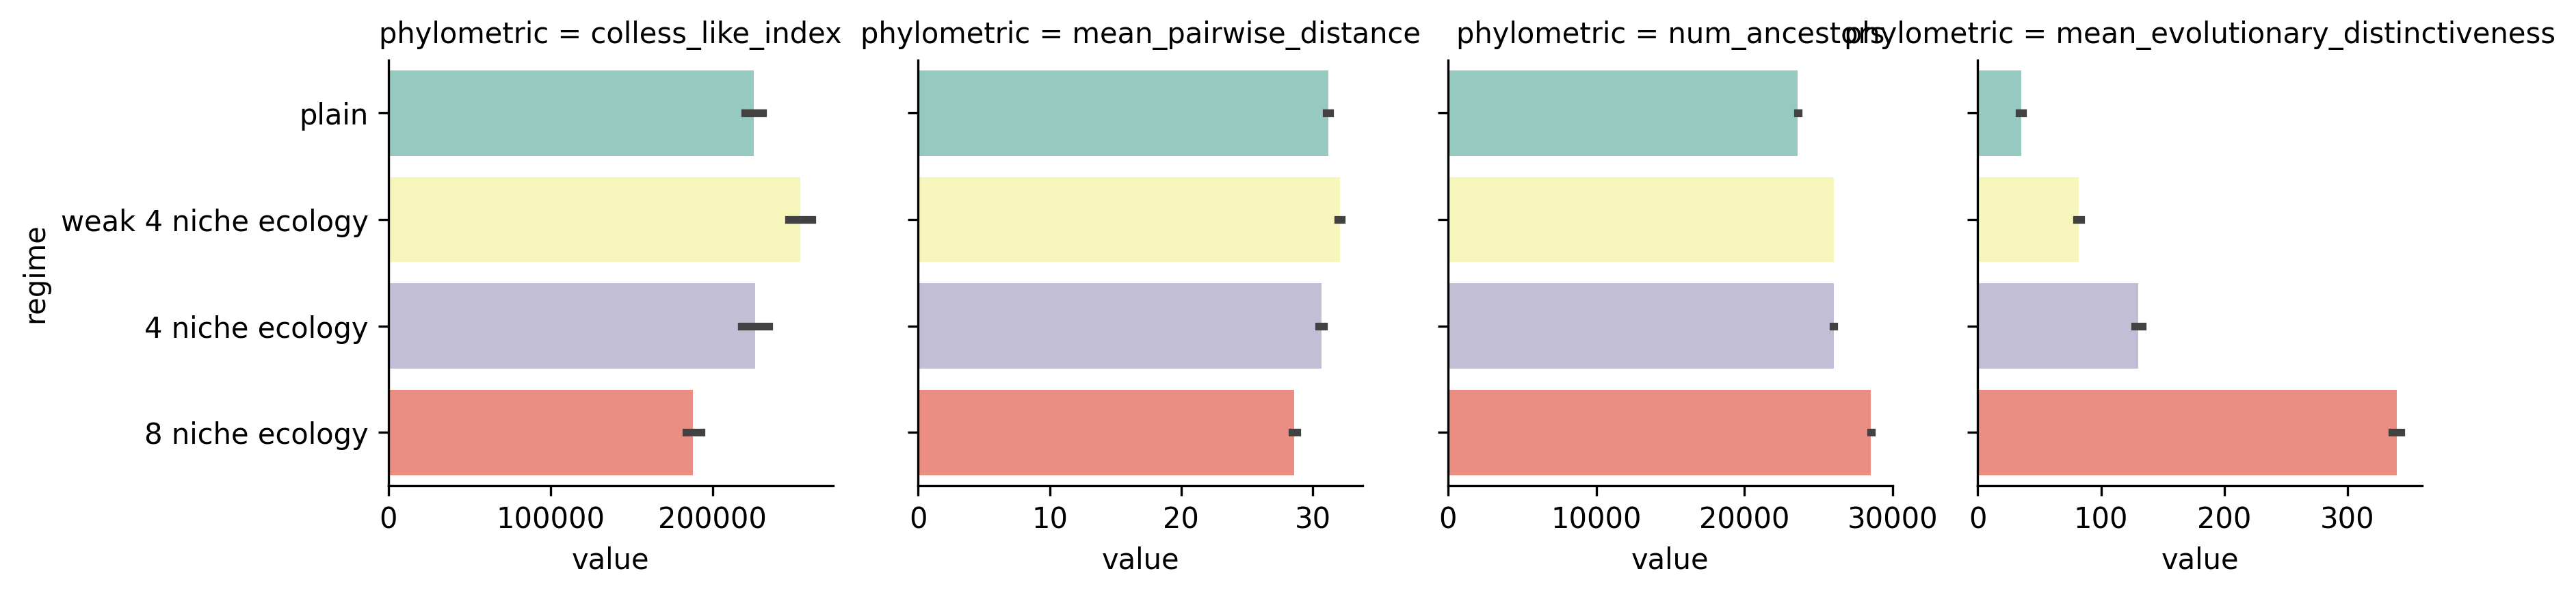 phylometric = colless_like_index
phylometric = mean_pairwise_distance
phylometric = num_ancestors
phylometric = mean_evolutionary_distinctiveness
regime
plain
weak 4 niche ecology
4 niche ecology
8 niche ecology
0 100000 200000
value
0 10 20 30
value
0 10000 20000 30000
value
0 100 200 300
value